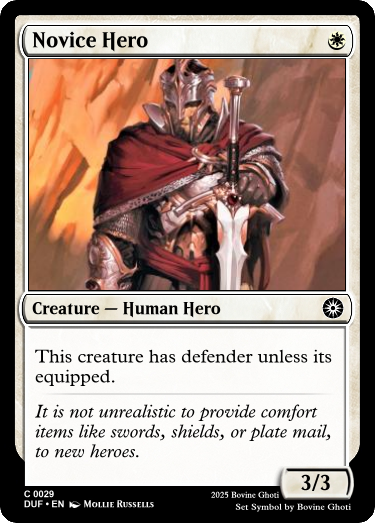 Novice Hero
Creature — Human Hero
This creature has defender unless its
equipped.
It is not unrealistic to provide comfort
items like swords, shields, or plate mail,
to new heroes.
3/3
C 0029
DUF • EN Mollie Russells
2025 Bovine Ghoti
Set Symbol by Bovine Ghoti